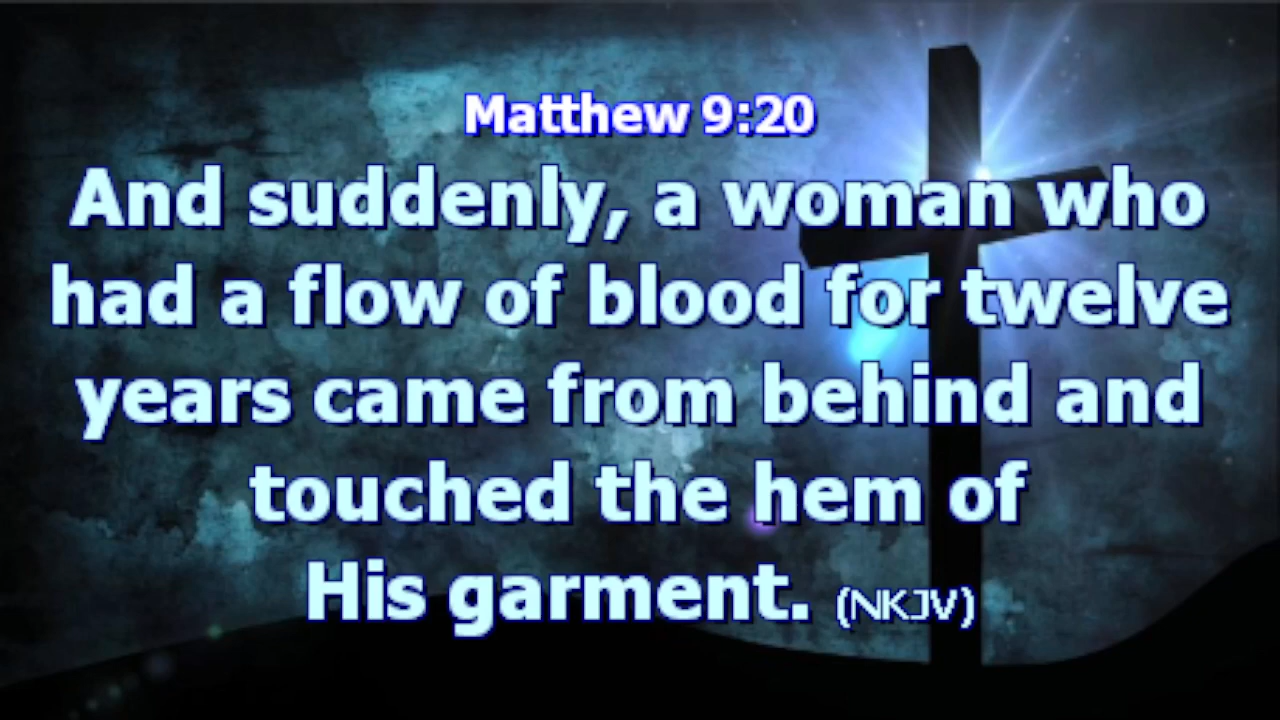 Matthew 9:20
And suddenly, a woman who
had a flow of blood for twelve
years came from behind and
touched the hem of
His garment. (NKJV)